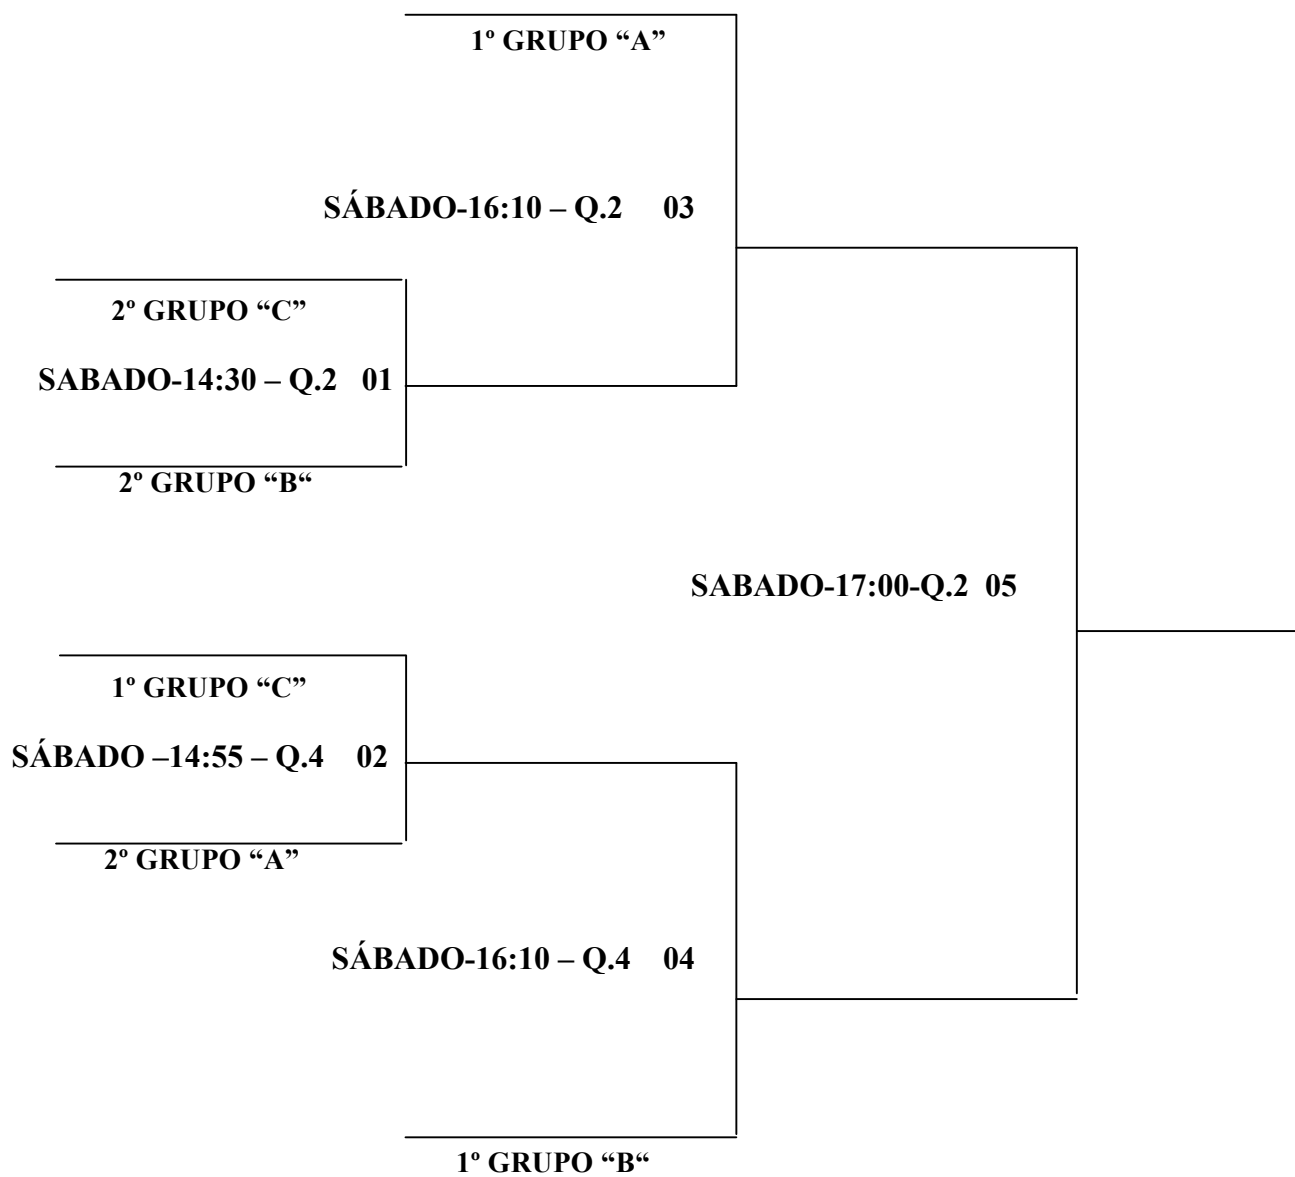 1º GRUPO “A”
SÁBADO-16:10 – Q.2 03
2º GRUPO “C”
SABADO-14:30 – Q.2 01
2º GRUPO “B“
SABADO-17:00-Q.2 05
1º GRUPO “C”
SÁBADO –14:55 – Q.4 02
2º GRUPO “A”
SÁBADO-16:10 – Q.4 04
1º GRUPO “B“